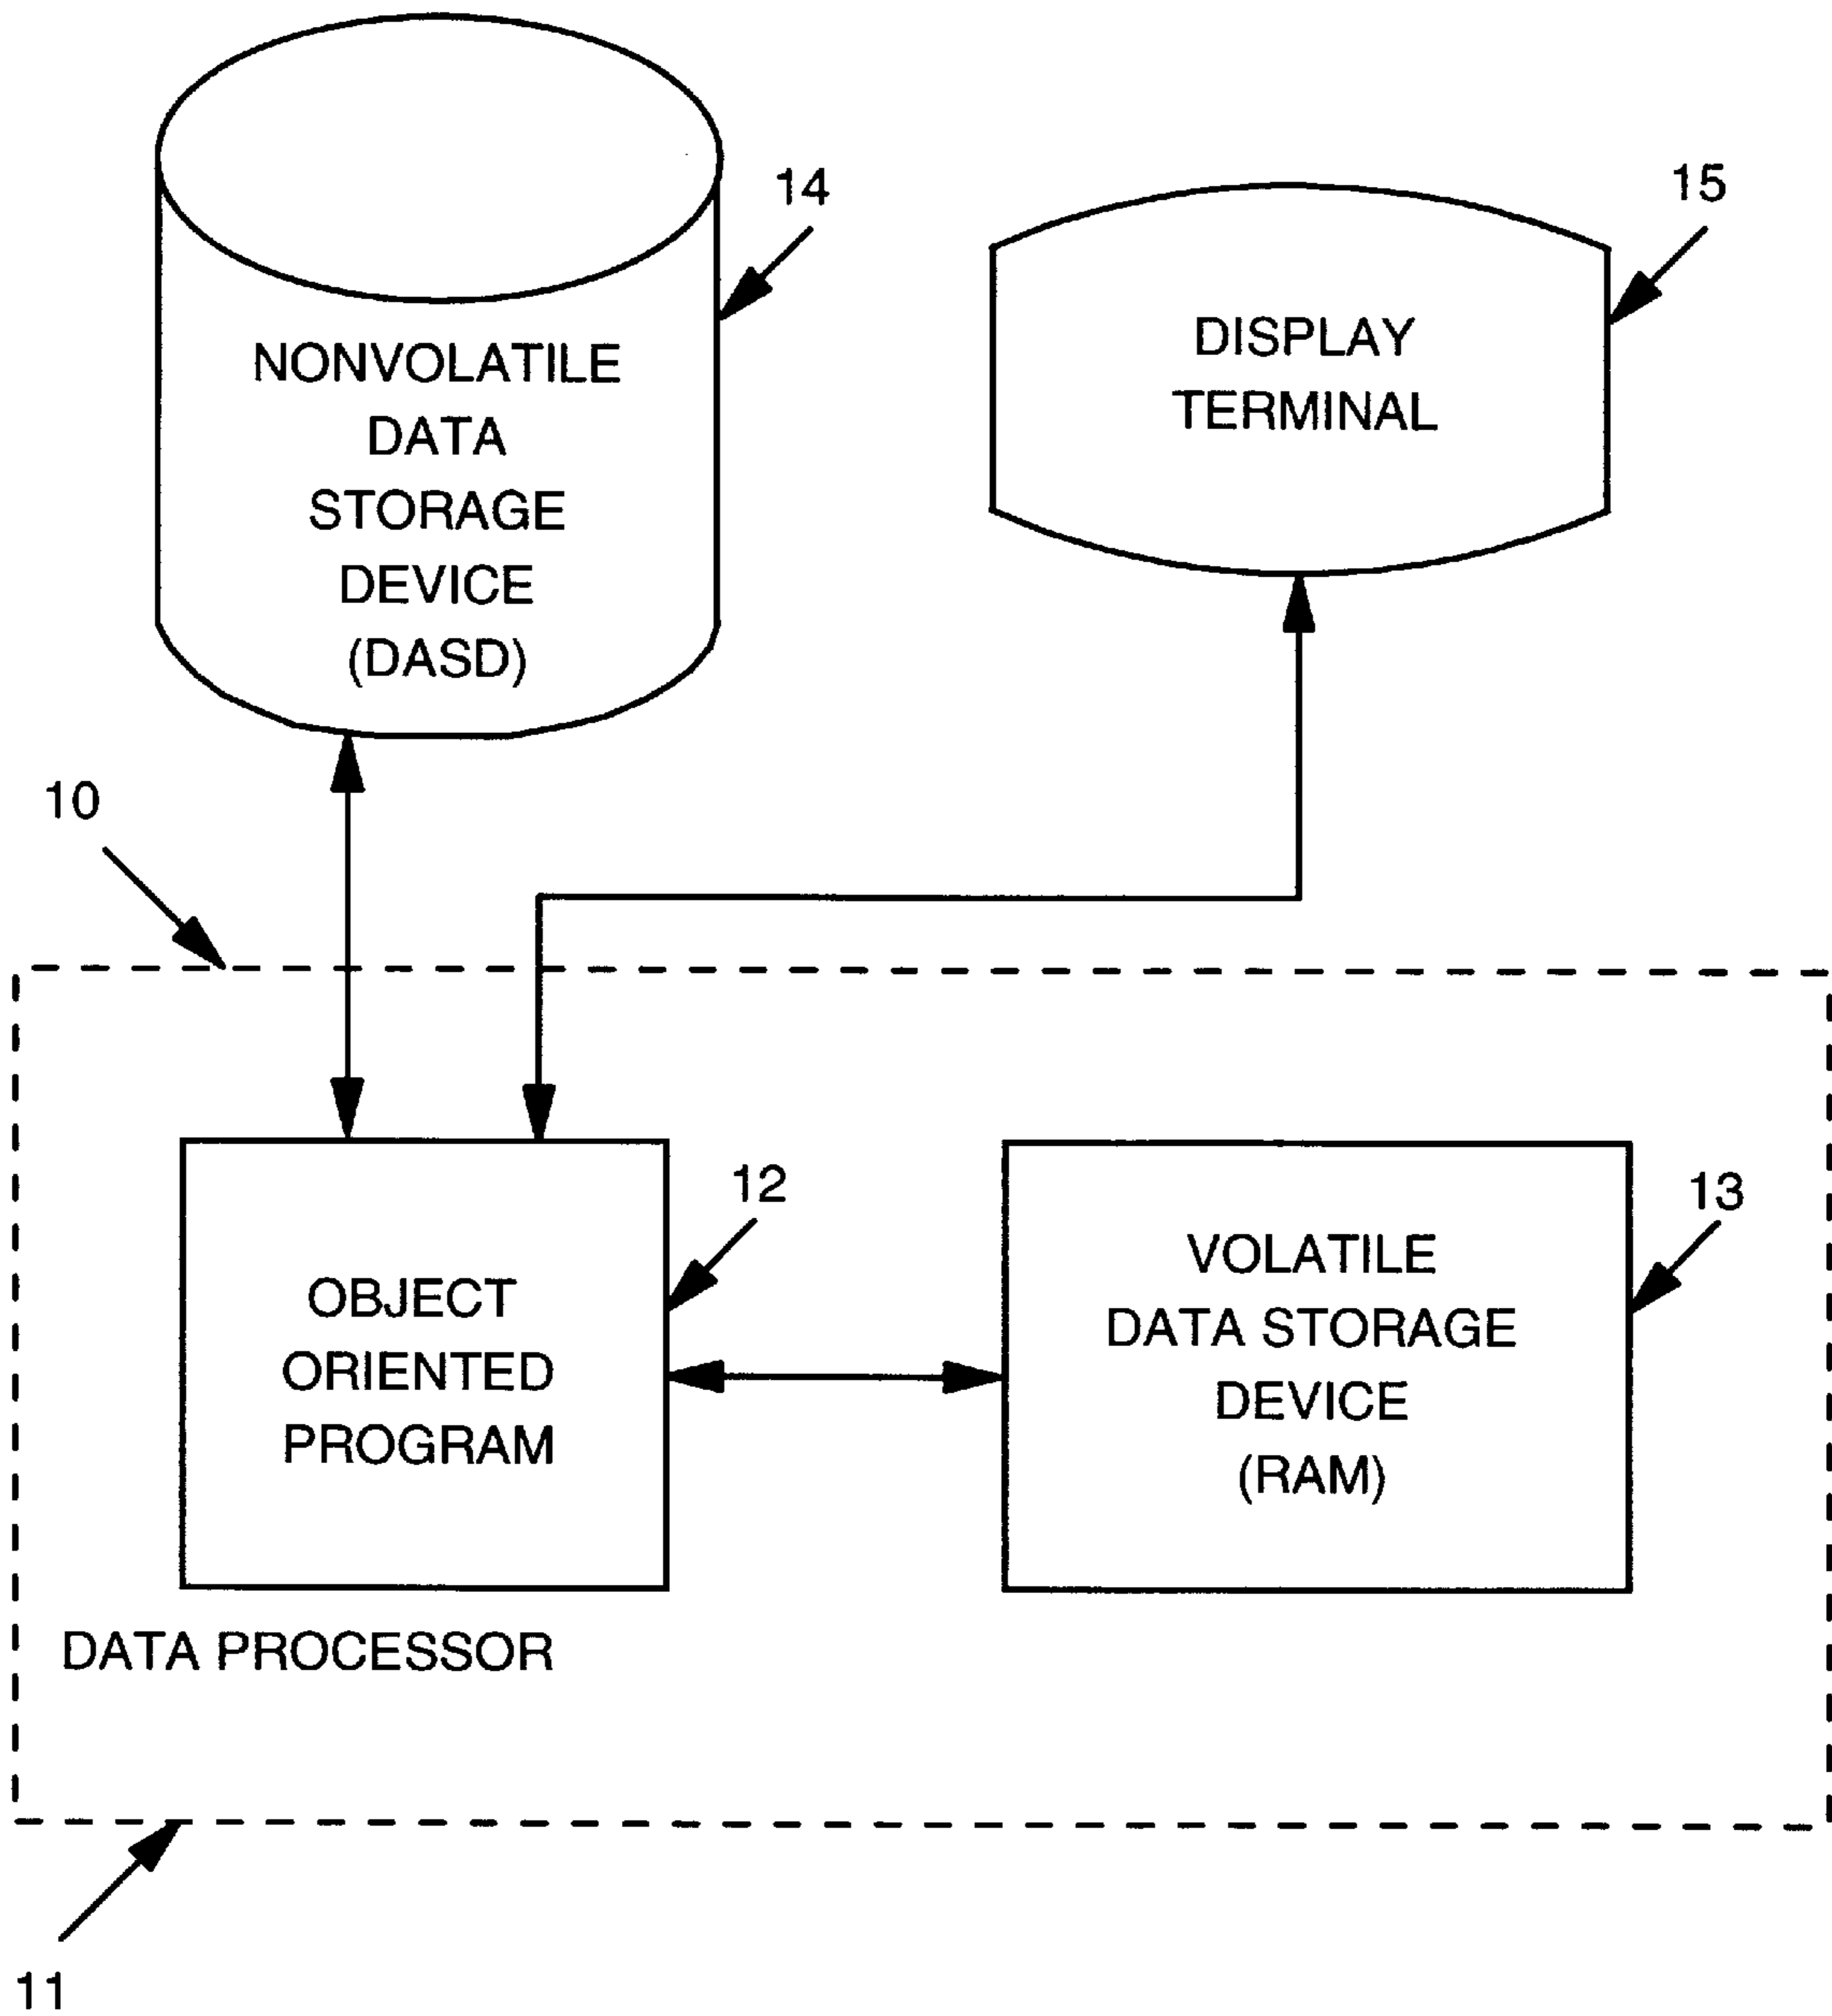 14
NONVOLATILE
DATA
STORAGE
DEVICE
(DASD)
15
DISPLAY
TERMINAL
10
12
OBJECT
ORIENTED
PROGRAM
13
VOLATILE
DATA STORAGE
DEVICE
(RAM)
DATA PROCESSOR
11